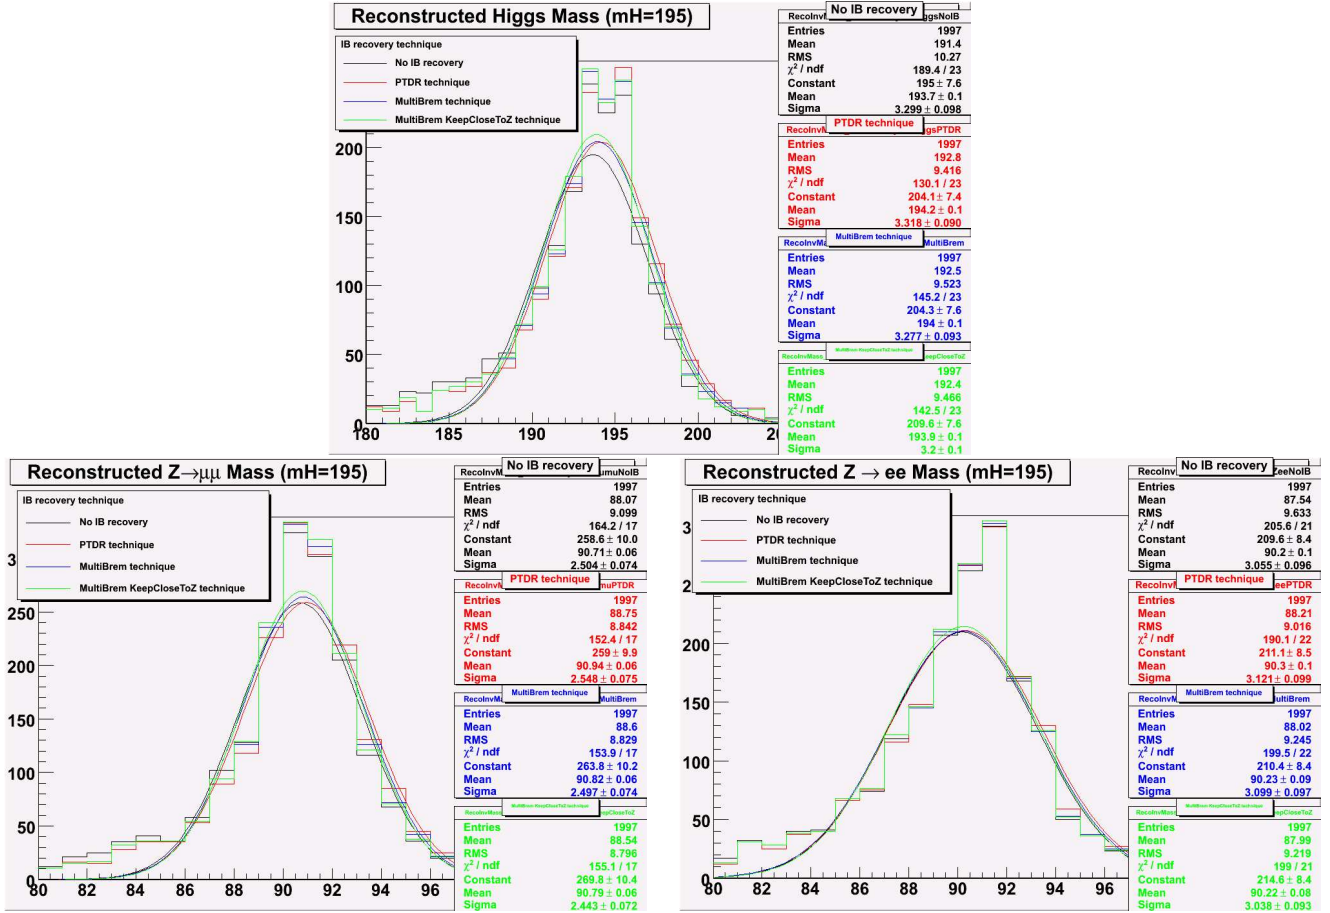 Reconstructed Higgs Mass (mH=195)
IB recovery technique
No IB recovery
PTDR technique
MultiBrem technique
MultiBrem KeepCloseToZ technique
200
150
100
50
0
180 185 190 195 200
No IB recovery
Entries 1997
Mean 191.4
RMS 10.27
χ² / ndf 189.4 / 23
Constant 195 ± 7.6
Mean 193.7 ± 0.1
Sigma 3.299 ± 0.098
PTDR technique
Entries 1997
Mean 192.8
RMS 9.416
χ² / ndf 130.1 / 23
Constant 204.1 ± 7.4
Mean 194.2 ± 0.1
Sigma 3.318 ± 0.090
MultiBrem technique
Entries 1997
Mean 192.5
RMS 9.523
χ² / ndf 145.2 / 23
Constant 204.3 ± 7.6
Mean 194 ± 0.1
Sigma 3.277 ± 0.093
MultiBrem KeepCloseToZ technique
Entries 1997
Mean 192.4
RMS 9.466
χ² / ndf 142.5 / 23
Constant 209.6 ± 7.6
Mean 193.9 ± 0.1
Sigma 3.2 ± 0.1
Reconstructed Z→μμ Mass (mH=195)
IB recovery technique
No IB recovery
PTDR technique
MultiBrem technique
MultiBrem KeepCloseToZ technique
250
200
150
100
50
0
80 82 84 86 88 90 92 94 96
No IB recovery
Entries 1997
Mean 88.07
RMS 9.099
χ² / ndf 164.2 / 17
Constant 258.6 ± 10.0
Mean 90.71 ± 0.06
Sigma 2.504 ± 0.074
PTDR technique
Entries 1997
Mean 88.75
RMS 8.842
χ² / ndf 152.4 / 17
Constant 259 ± 9.9
Mean 90.94 ± 0.06
Sigma 2.548 ± 0.075
MultiBrem technique
Entries 1997
Mean 88.6
RMS 8.829
χ² / ndf 153.9 / 17
Constant 263.8 ± 10.2
Mean 90.82 ± 0.06
Sigma 2.497 ± 0.074
MultiBrem KeepCloseToZ technique
Entries 1997
Mean 88.54
RMS 8.796
χ² / ndf 155.1 / 17
Constant 269.8 ± 10.4
Mean 90.79 ± 0.06
Sigma 2.443 ± 0.072
Reconstructed Z → ee Mass (mH=195)
IB recovery technique
No IB recovery
PTDR technique
MultiBrem technique
MultiBrem KeepCloseToZ technique
200
150
100
50
0
80 82 84 86 88 90 92 94 96
No IB recovery
Entries 1997
Mean 87.54
RMS 9.633
χ² / ndf 205.6 / 21
Constant 209.6 ± 8.4
Mean 90.2 ± 0.1
Sigma 3.055 ± 0.096
PTDR technique
Entries 1997
Mean 88.21
RMS 9.016
χ² / ndf 190.1 / 22
Constant 211.1 ± 8.5
Mean 90.3 ± 0.1
Sigma 3.121 ± 0.099
MultiBrem technique
Entries 1997
Mean 88.02
RMS 9.245
χ² / ndf 199.5 / 22
Constant 210.4 ± 8.4
Mean 90.23 ± 0.09
Sigma 3.099 ± 0.097
MultiBrem KeepCloseToZ technique
Entries 1997
Mean 87.99
RMS 9.219
χ² / ndf 199 / 21
Constant 214.6 ± 8.4
Mean 90.22 ± 0.08
Sigma 3.038 ± 0.093